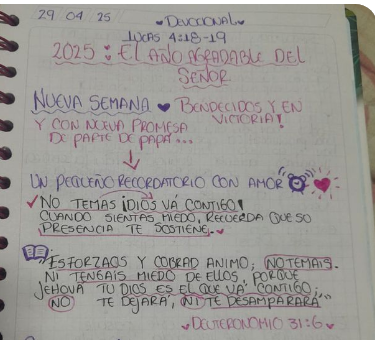 29 04 25 ♥Devocional♥
Lucas 4:18-19
2025: El año agradable del
Señor
Nueva semana ♥ Bendecidos y en
victoria!
y con nueva promesa
de parte de papá...
Un pequeño recordatorio con amor
✓No temas ¡Dios va contigo!
Cuando sientas miedo, recuerda que su
presencia te sostiene.♥
"Esforzaos y cobrad animo; no temais.
Ni tengais miedo de ellos, porque
Jehová tu Dios es el que va contigo;
no te dejará, ni te desamparará"
♥Deuteronomio 31:6♥